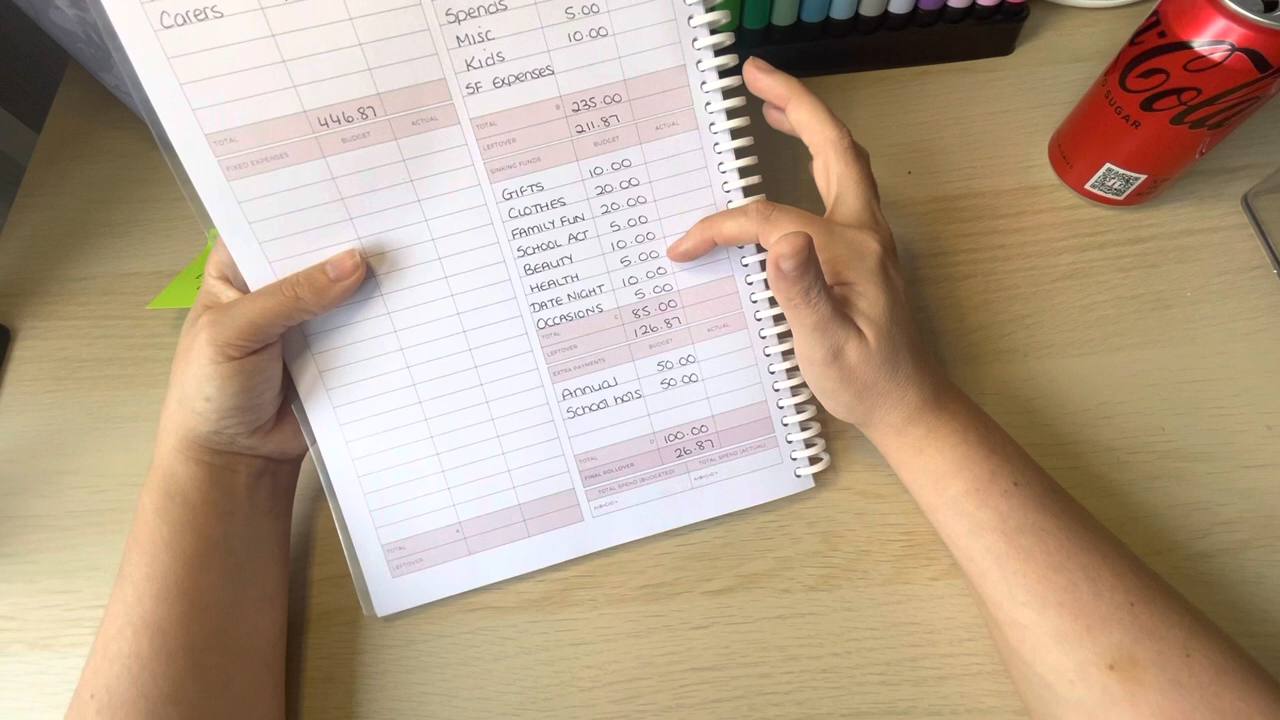 Carers
TOTAL 446.87
FIXED EXPENSES BUDGET ACTUAL
TOTAL A
LEFTOVER
Spends
Misc 5.00
Kids 10.00
SF Expenses
TOTAL B 235.00
LEFTOVER 211.87
SINKING FUNDS BUDGET ACTUAL
GIFTS 10.00
CLOTHES 20.00
FAMILY FUN 20.00
SCHOOL ACT 5.00
BEAUTY 10.00
HEALTH 5.00
DATE NIGHT 10.00
OCCASIONS 5.00
TOTAL C 85.00
LEFTOVER 126.87
EXTRA PAYMENTS BUDGET ACTUAL
Annual 50.00
School hols 50.00
TOTAL D 100.00
FINAL ROLLOVER 26.87
TOTAL SPEND (BUDGETED) TOTAL SPEND (ACTUAL)
A+B+C+D= A+B+C+D=
Coca
SUGAR